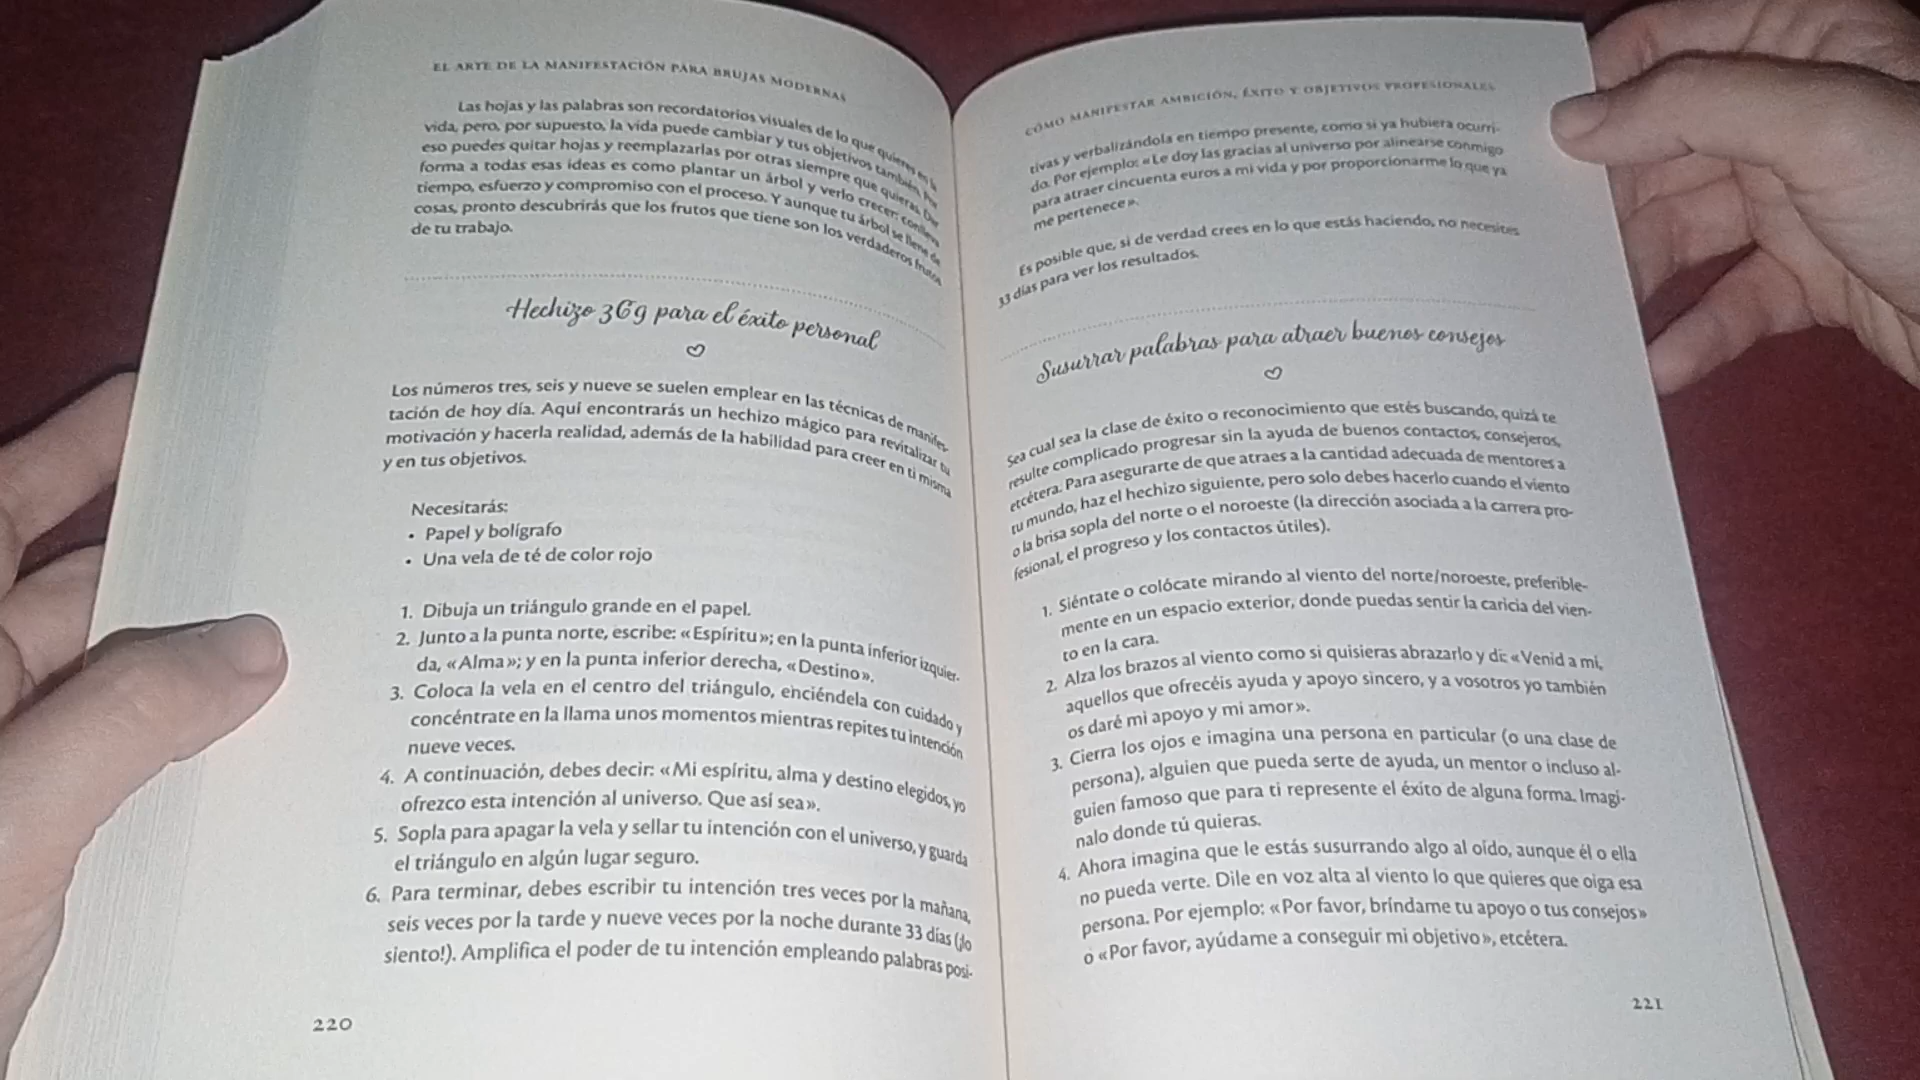 EL ARTE DE LA MANIFESTACIÓN PARA BRUJAS MODERNAS
Las hojas y las palabras son recordatorios visuales de lo que quieres en la
vida, pero, por supuesto, la vida puede cambiar y tus objetivos también. Por
eso puedes quitar hojas y reemplazarlas por otras siempre que quieras. Dar
forma a todas esas ideas es como plantar un árbol y verlo crecer: conlleva
tiempo, esfuerzo y compromiso con el proceso. Y aunque tu árbol se llene de
cosas, pronto descubrirás que los frutos que tiene son los verdaderos frutos
de tu trabajo.
Hechizo 369 para el éxito personal
Los números tres, seis y nueve se suelen emplear en las técnicas de manifes-
tación de hoy día. Aquí encontrarás un hechizo mágico para revitalizar tu
motivación y hacerla realidad, además de la habilidad para creer en ti misma
y en tus objetivos.
Necesitarás:
• Papel y bolígrafo
• Una vela de té de color rojo
1. Dibuja un triángulo grande en el papel.
2. Junto a la punta norte, escribe: «Espíritu»; en la punta inferior izquier-
da, «Alma»; y en la punta inferior derecha, «Destino».
3. Coloca la vela en el centro del triángulo, enciéndela con cuidado y
concéntrate en la llama unos momentos mientras repites tu intención
nueve veces.
4. A continuación, debes decir: «Mi espíritu, alma y destino elegidos, yo
ofrezco esta intención al universo. Que así sea».
5. Sopla para apagar la vela y sellar tu intención con el universo, y guarda
el triángulo en algún lugar seguro.
6. Para terminar, debes escribir tu intención tres veces por la mañana,
seis veces por la tarde y nueve veces por la noche durante 33 días (¡lo
siento!). Amplifica el poder de tu intención empleando palabras posi-
220
CÓMO MANIFESTAR AMBICIÓN, ÉXITO Y OBJETIVOS PROFESIONALES
tivas y verbalizándola en tiempo presente, como si ya hubiera ocurri-
do. Por ejemplo: «Le doy las gracias al universo por alinearse conmigo
para atraer cincuenta euros a mi vida y por proporcionarme lo que ya
me pertenece».
Es posible que, si de verdad crees en lo que estás haciendo, no necesites
33 días para ver los resultados.
Susurrar palabras para atraer buenos consejos
Sea cual sea la clase de éxito o reconocimiento que estés buscando, quizá te
resulte complicado progresar sin la ayuda de buenos contactos, consejeros,
etcétera. Para asegurarte de que atraes a la cantidad adecuada de mentores a
tu mundo, haz el hechizo siguiente, pero solo debes hacerlo cuando el viento
o la brisa sopla del norte o el noroeste (la dirección asociada a la carrera pro-
fesional, el progreso y los contactos útiles).
1. Siéntate o colócate mirando al viento del norte/noroeste, preferible-
mente en un espacio exterior, donde puedas sentir la caricia del vien-
to en la cara.
2. Alza los brazos al viento como si quisieras abrazarlo y di: «Venid a mí,
aquellos que ofrecéis ayuda y apoyo sincero, y a vosotros yo también
os daré mi apoyo y mi amor».
3. Cierra los ojos e imagina una persona en particular (o una clase de
persona), alguien que pueda serte de ayuda, un mentor o incluso al-
guien famoso que para ti represente el éxito de alguna forma. Imagí-
nalo donde tú quieras.
4. Ahora imagina que le estás susurrando algo al oído, aunque él o ella
no pueda verte. Dile en voz alta al viento lo que quieres que oiga esa
persona. Por ejemplo: «Por favor, bríndame tu apoyo o tus consejos»
o «Por favor, ayúdame a conseguir mi objetivo», etcétera.
221